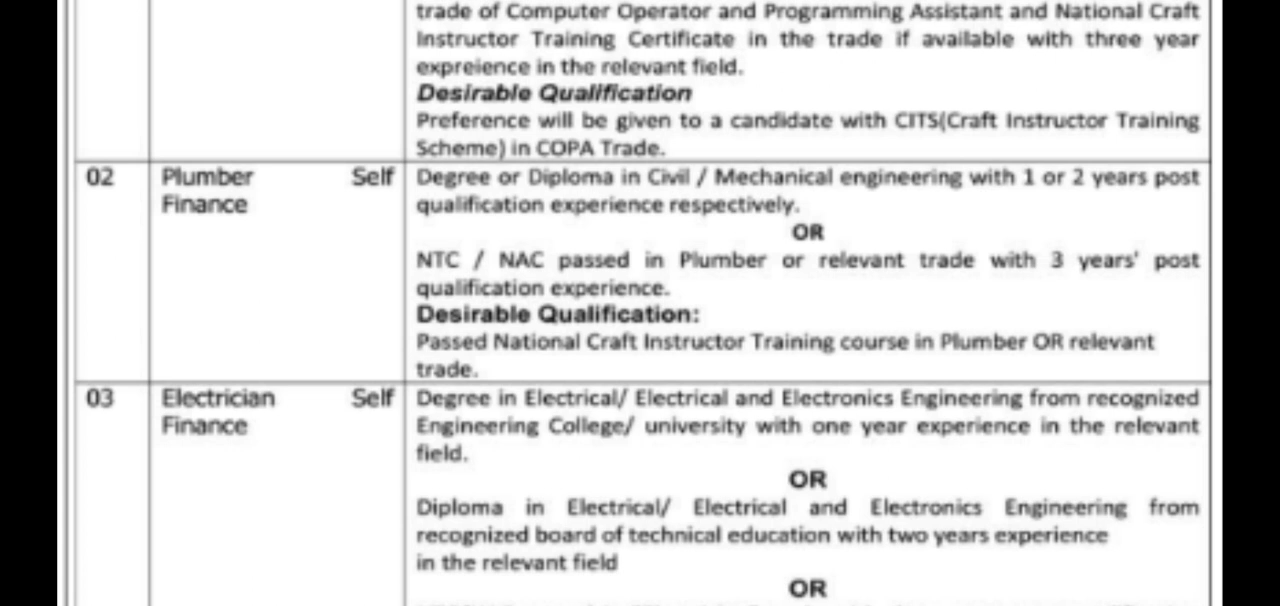 trade of Computer Operator and Programming Assistant and National Craft
Instructor Training Certificate in the trade if available with three year
expreience in the relevant field.
Desirable Qualification
Preference will be given to a candidate with CITS(Craft Instructor Training
Scheme) in COPA Trade.
02 Plumber Self Finance
Degree or Diploma in Civil / Mechanical engineering with 1 or 2 years post
qualification experience respectively.
OR
NTC / NAC passed in Plumber or relevant trade with 3 years' post
qualification experience.
Desirable Qualification:
Passed National Craft Instructor Training course in Plumber OR relevant
trade.
03 Electrician Self Finance
Degree in Electrical/ Electrical and Electronics Engineering from recognized
Engineering College/ university with one year experience in the relevant
field.
OR
Diploma in Electrical/ Electrical and Electronics Engineering from
recognized board of technical education with two years experience
in the relevant field
OR